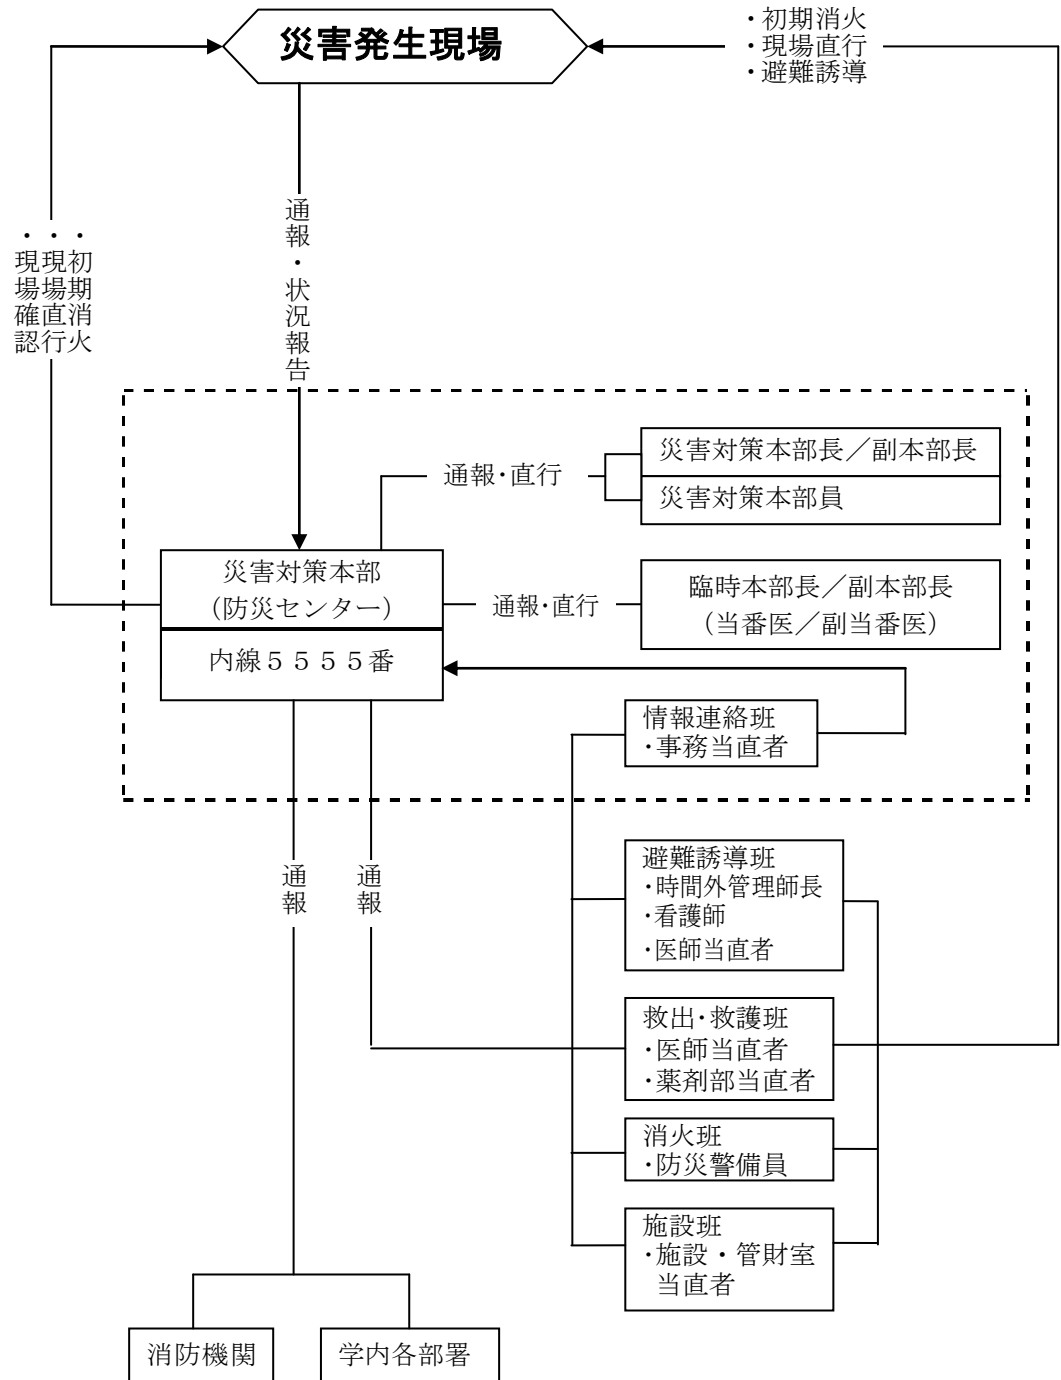 災害発生現場
・初期消火
・現場直行
・避難誘導
・初期消火
・現場直行
・現場確認
通報・状況報告
通報・直行
災害対策本部長／副本部長
災害対策本部員
災害対策本部
（防災センター）
内線５５５５番
通報・直行
臨時本部長／副本部長
（当番医／副当番医）
情報連絡班
・事務当直者
通報
通報
避難誘導班
・時間外管理師長
・看護師
・医師当直者
救出・救護班
・医師当直者
・薬剤部当直者
消火班
・防災警備員
施設班
・施設・管財室
当直者
消防機関
学内各部署